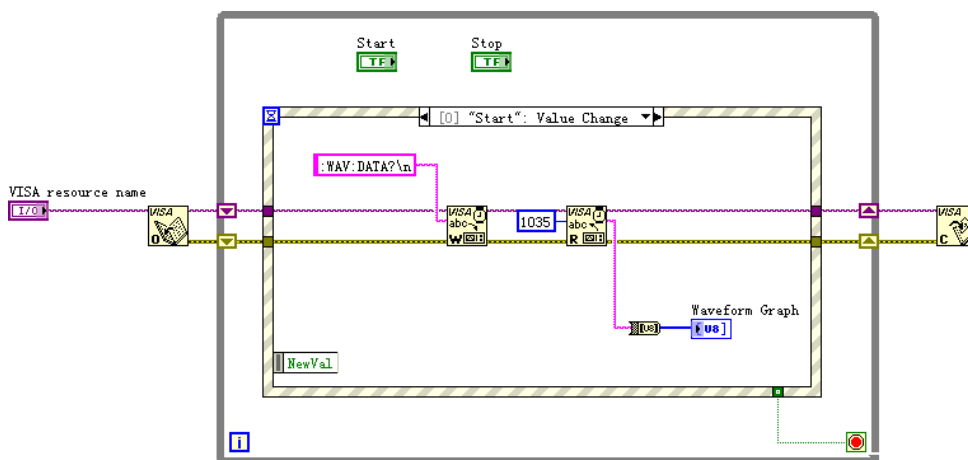 Start Stop
TF TF
[0] "Start": Value Change
:WAV:DATA?\n
VISA resource name
I/O
VISA
O
VISA
abc
W
1035
VISA
abc
R
C
Waveform Graph
[U8]
U8]
NewVal
i